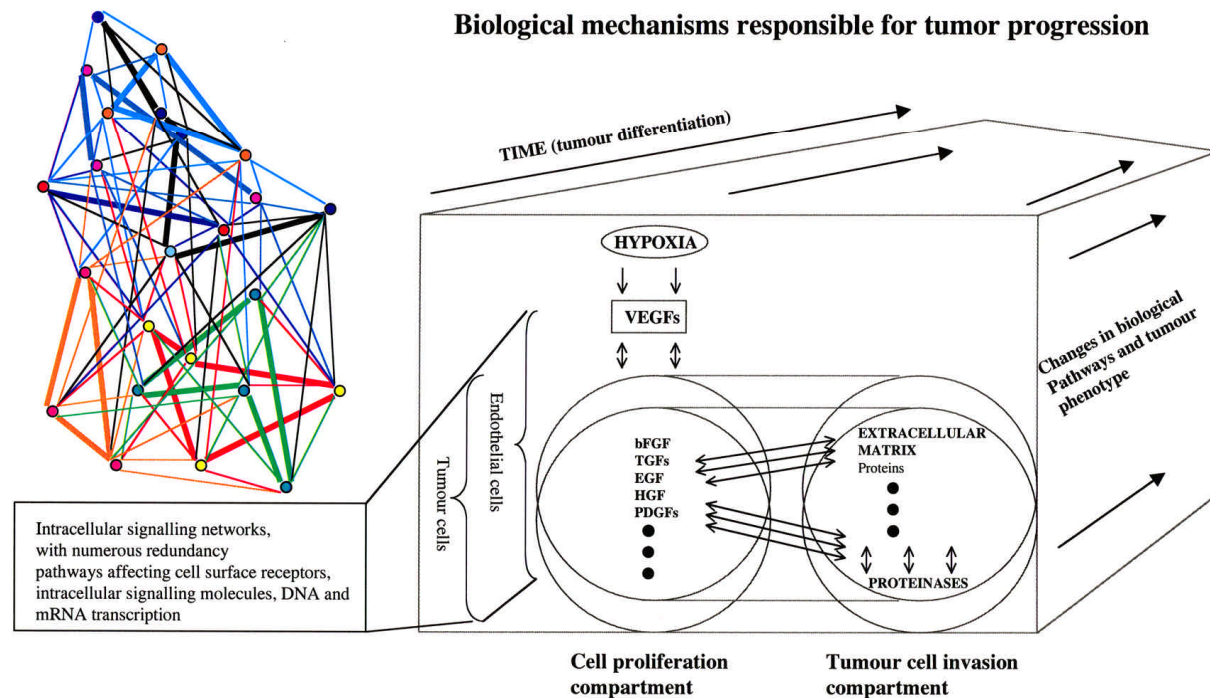 Biological mechanisms responsible for tumor progression
TIME (tumour differentiation)
HYPOXIA
VEGFs
Changes in biological
Pathways and tumour
phenotype
Endothelial cells
Tumour cells
bFGF
TGFs
EGF
HGF
PDGFs
EXTRACELLULAR
MATRIX
Proteins
PROTEINASES
Intracellular signalling networks,
with numerous redundancy
pathways affecting cell surface receptors,
intracellular signalling molecules, DNA and
mRNA transcription
Cell proliferation
compartment
Tumour cell invasion
compartment